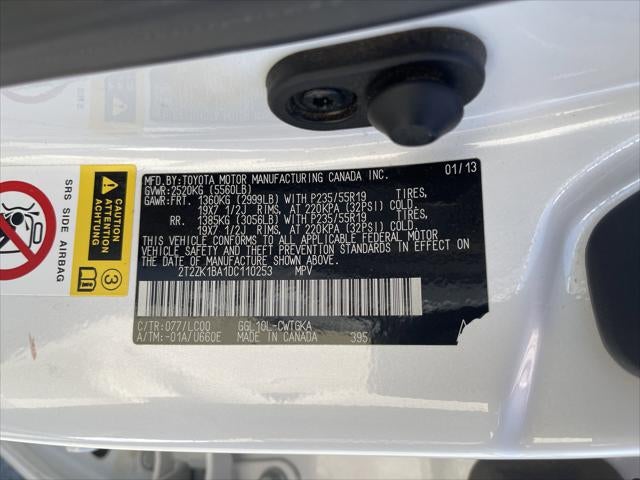 MFD.BY:TOYOTA MOTOR MANUFACTURING CANADA INC. 01/13
GVWR:2520KG (5560LB)
GAWR:FRT. 1360KG (2999LB) WITH P235/55R19 TIRES,
19X7 1/2J RIMS, AT 220KPA (32PSI) COLD.
RR. 1385KG (3055LB) WITH P235/55R19 TIRES,
19X7 1/2J RIMS, AT 220KPA (32PSI) COLD.
THIS VEHICLE CONFORMS TO ALL APPLICABLE FEDERAL MOTOR
VEHICLE SAFETY AND THEFT PREVENTION STANDARDS IN EFFECT ON
THE DATE OF MANUFACTURE SHOWN ABOVE.
2T2ZK1BA1DC110253 MPV
C/TR:077/LC00 GGL10L-CWTGKA
A/TM:-01A/U660E MADE IN CANADA 395
SRS SIDE AIRBAG
CAUTION
ATTENTION
ACHTUNG
3